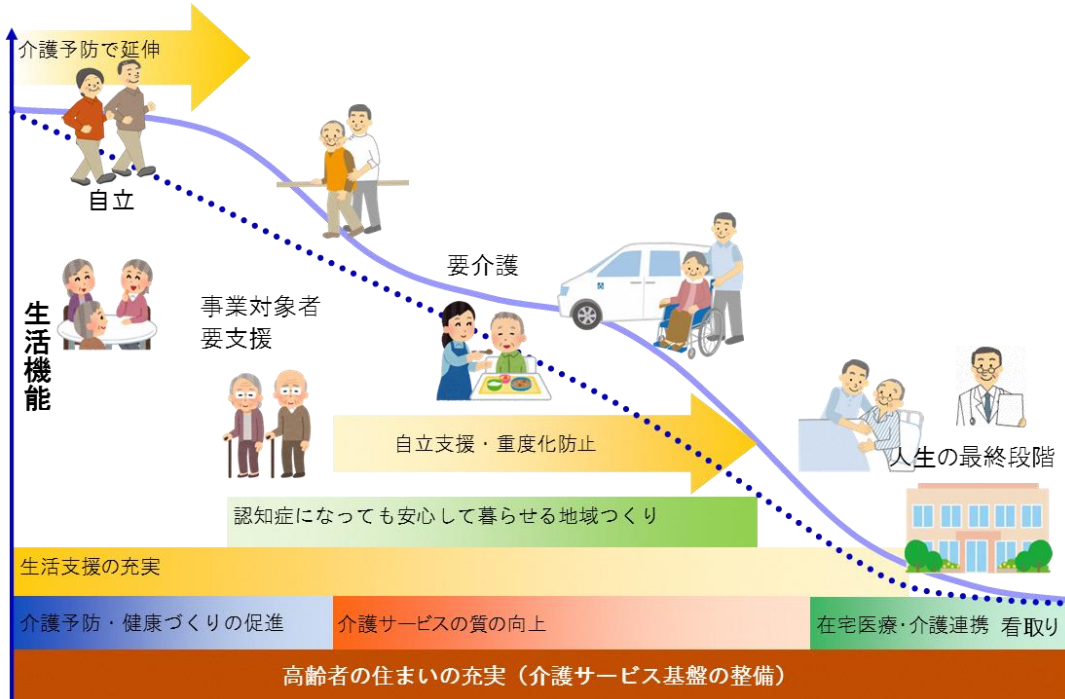 介護予防で延伸
自立
生活機能
要介護
事業対象者
要支援
自立支援・重度化防止
人生の最終段階
認知症になっても安心して暮らせる地域つくり
生活支援の充実
介護予防・健康づくりの促進
介護サービスの質の向上
在宅医療・介護連携 看取り
高齢者の住まいの充実（介護サービス基盤の整備）